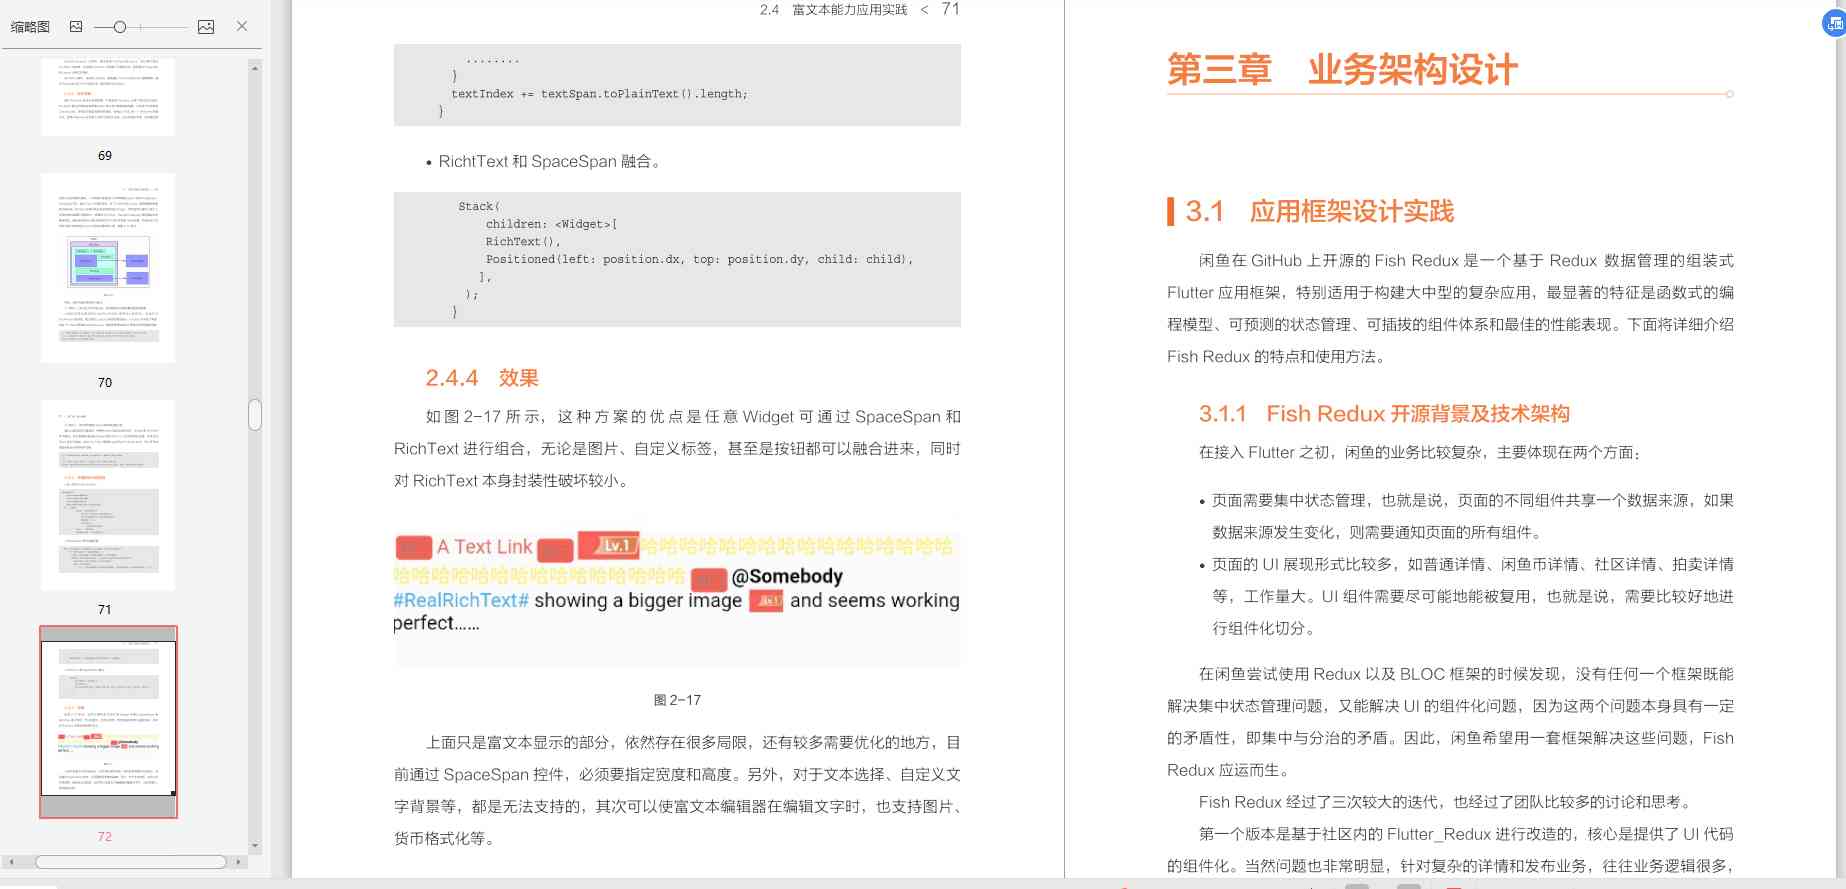 缩略图
69
70
71
72
2.4 富文本能力应用实践 < 71
........
}
textIndex += textSpan.toPlainText().length;
}
• RichtText 和 SpaceSpan 融合。
Stack(
children: <Widget>[
RichText(),
Positioned(left: position.dx, top: position.dy, child: child),
],
);
}
2.4.4 效果
如图 2-17 所示，这种方案的优点是任意 Widget 可通过 SpaceSpan 和
RichText 进行组合，无论是图片、自定义标签，甚至是按钮都可以融合进来，同时
对 RichText 本身封装性破坏较小。
A Text Link Lv.1 哈哈哈哈哈哈哈哈哈哈哈哈哈哈哈哈
哈哈哈哈哈哈哈哈哈哈哈哈哈哈哈 @Somebody
#RealRichText# showing a bigger image Lv.1 and seems working
perfect......
图 2-17
上面只是富文本显示的部分，依然存在很多局限，还有较多需要优化的地方，目
前通过 SpaceSpan 控件，必须要指定宽度和高度。另外，对于文本选择、自定义文
字背景等，都是无法支持的，其次可以使富文本编辑器在编辑文字时，也支持图片、
货币格式化等。
第三章 业务架构设计
3.1 应用框架设计实践
闲鱼在 GitHub 上开源的 Fish Redux 是一个基于 Redux 数据管理的组装式
Flutter 应用框架，特别适用于构建大中型的复杂应用，最显著的特征是函数式的编
程模型、可预测的状态管理、可插拔的组件体系和最佳的性能表现。下面将详细介绍
Fish Redux 的特点和使用方法。
3.1.1 Fish Redux 开源背景及技术架构
在接入 Flutter 之初，闲鱼的业务比较复杂，主要体现在两个方面：
• 页面需要集中状态管理，也就是说，页面的不同组件共享一个数据来源，如果
数据来源发生变化，则需要通知页面的所有组件。
• 页面的 UI 展现形式比较多，如普通详情、闲鱼币详情、社区详情、拍卖详情
等，工作量大。UI 组件需要尽可能地能被复用，也就是说，需要比较好地进
行组件化切分。
在闲鱼尝试使用 Redux 以及 BLOC 框架的时候发现，没有任何一个框架既能
解决集中状态管理问题，又能解决 UI 的组件化问题，因为这两个问题本身具有一定
的矛盾性，即集中与分治的矛盾。因此，闲鱼希望用一套框架解决这些问题，Fish
Redux 应运而生。
Fish Redux 经过了三次较大的迭代，也经过了团队比较多的讨论和思考。
第一个版本是基于社区内的 Flutter_Redux 进行改造的，核心是提供了 UI 代码
的组件化。当然问题也非常明显，针对复杂的详情和发布业务，往往业务逻辑很多，